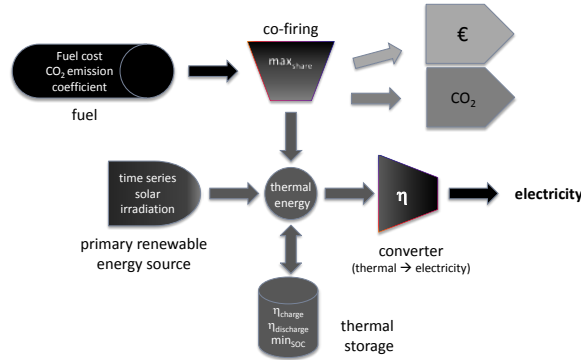 co-firing
Fuel cost
CO₂ emission
coefficient
fuel
max_share
€
CO₂
time series
solar
irradiation
primary renewable
energy source
thermal
energy
η
converter
(thermal → electricity)
electricity
η_charge
η_discharge
min_SOC
thermal
storage